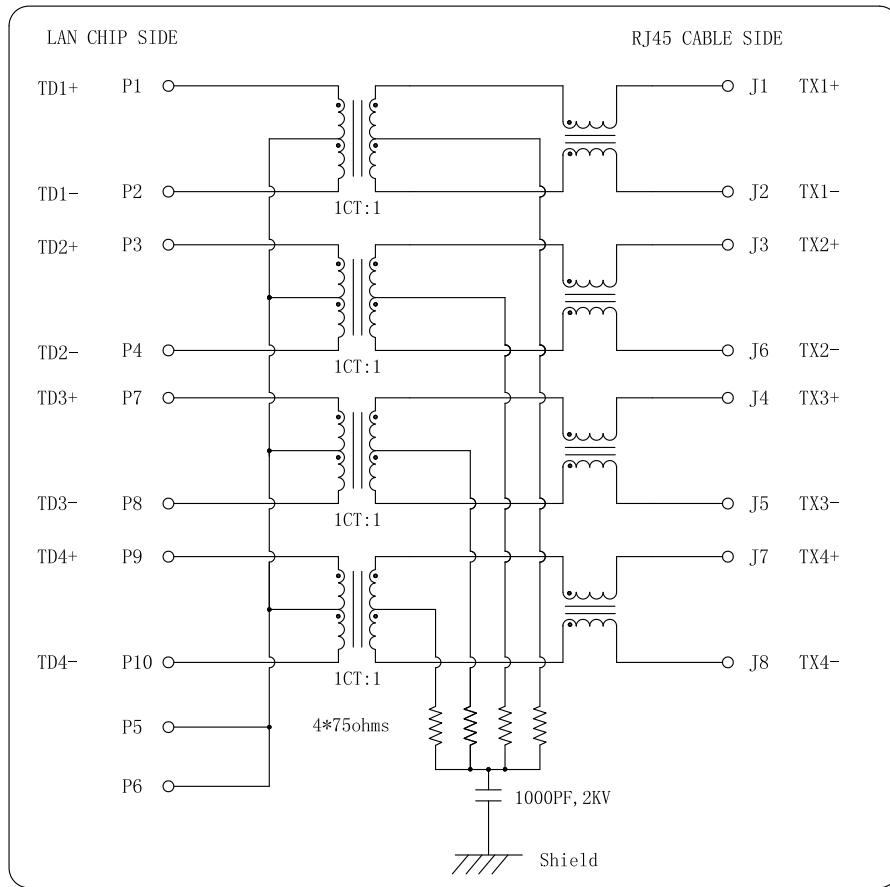 LAN CHIP SIDE RJ45 CABLE SIDE
TD1+ P1 J1 TX1+
TD1- P2 J2 TX1-
1CT:1
TD2+ P3 J3 TX2+
TD2- P4 J6 TX2-
1CT:1
TD3+ P7 J4 TX3+
TD3- P8 J5 TX3-
1CT:1
TD4+ P9 J7 TX4+
TD4- P10 J8 TX4-
1CT:1
P5 4*75ohms
P6
1000PF,2KV
Shield